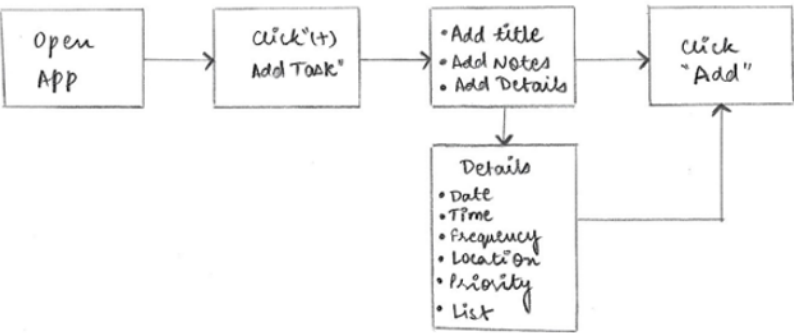 Open
App
Click "(+)
Add Task"
• Add title
• Add Notes
• Add Details
Click
"Add"
Details
• Date
• Time
• Frequency
• Location
• Priority
• List